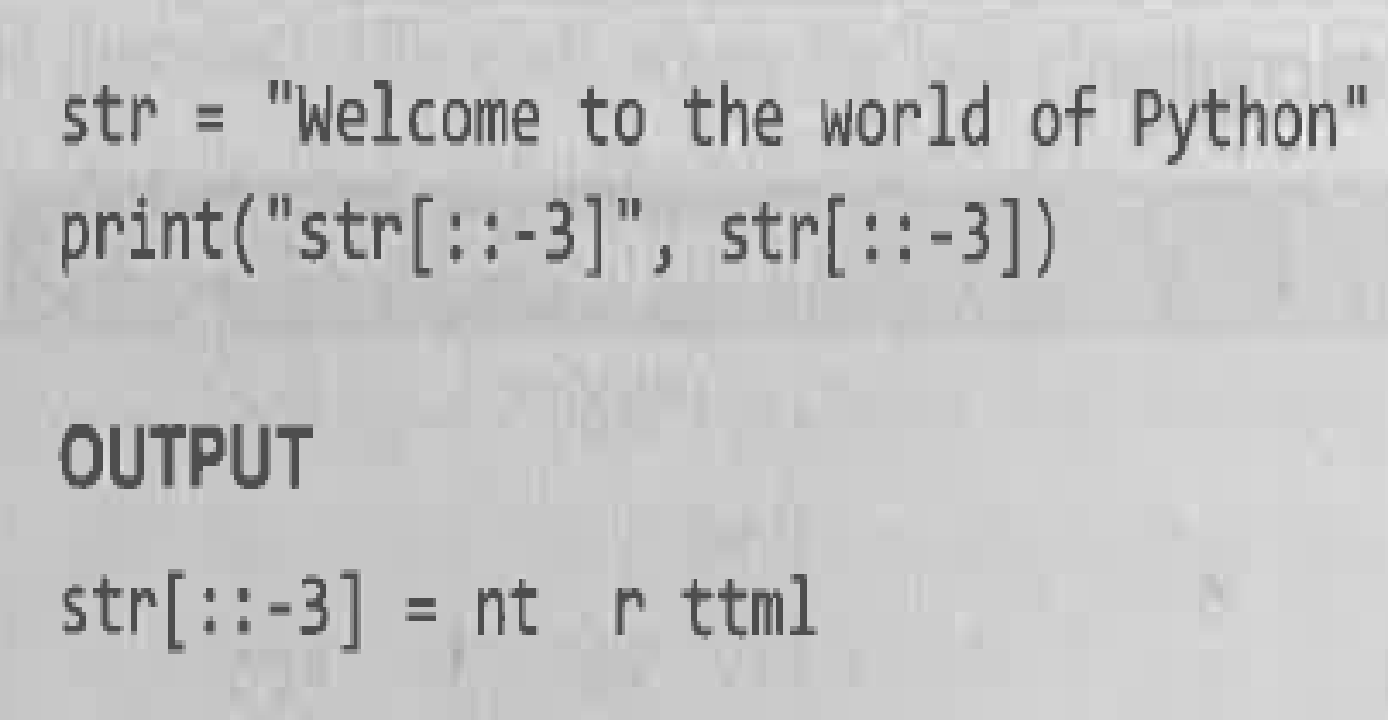 str = "Welcome to the world of Python"
print("str[::-3]", str[::-3])
OUTPUT
str[::-3] = nt  r ttml